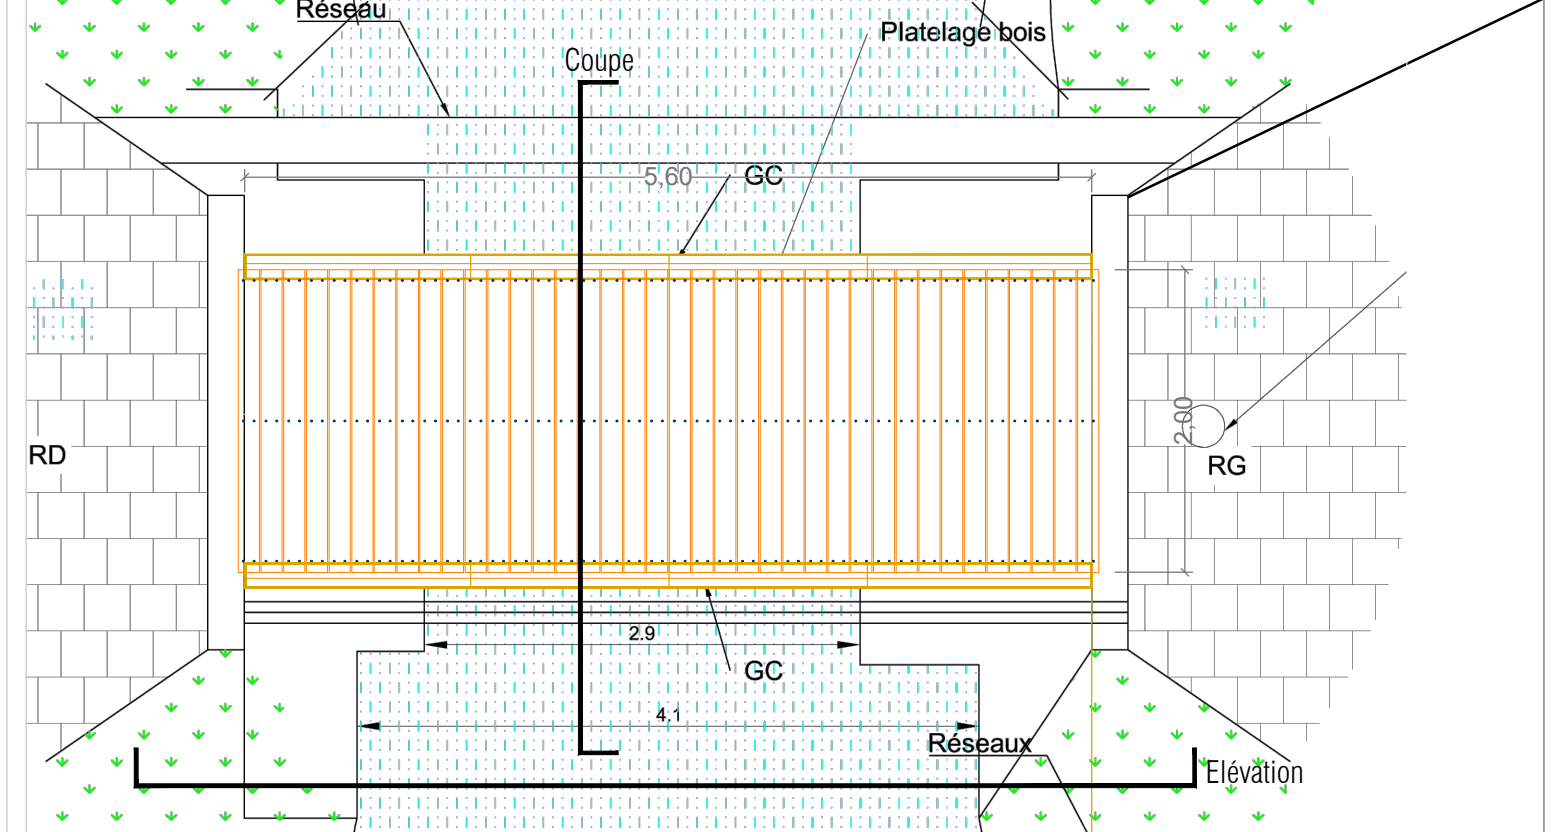 Réseau
Platelage bois
Coupe
5,60
GC
2,00
RD
RG
2.9
GC
4.1
Réseaux
Elévation